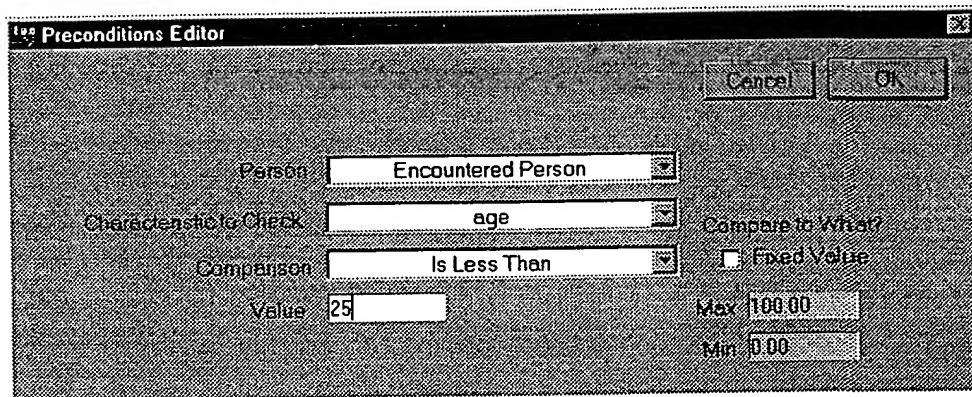 Preconditions Editor
Cancel OK
Person Encountered Person
Characteristic to Check age
Compare to What?
Comparison Is Less Than Fixed Value
Value 25 Max 100.00
Min 0.00